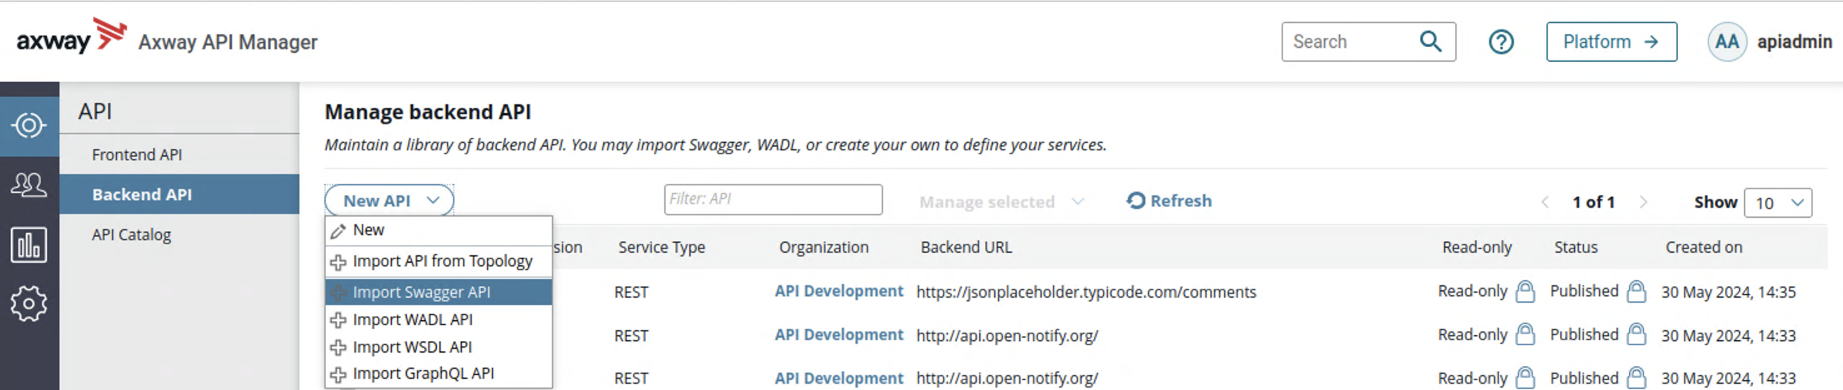 axway Axway API Manager Search Platform → AA apiadmin
API
Frontend API
Backend API
API Catalog
Manage backend API
Maintain a library of backend API. You may import Swagger, WADL, or create your own to define your services.
New API Filter: API Manage selected Refresh 1 of 1 Show 10
New
Import API from Topology
Import Swagger API
Import WADL API
Import WSDL API
Import GraphQL API
sion Service Type Organization Backend URL Read-only Status Created on
REST API Development https://jsonplaceholder.typicode.com/comments Read-only Published 30 May 2024, 14:35
REST API Development http://api.open-notify.org/ Read-only Published 30 May 2024, 14:33
REST API Development http://api.open-notify.org/ Read-only Published 30 May 2024, 14:33